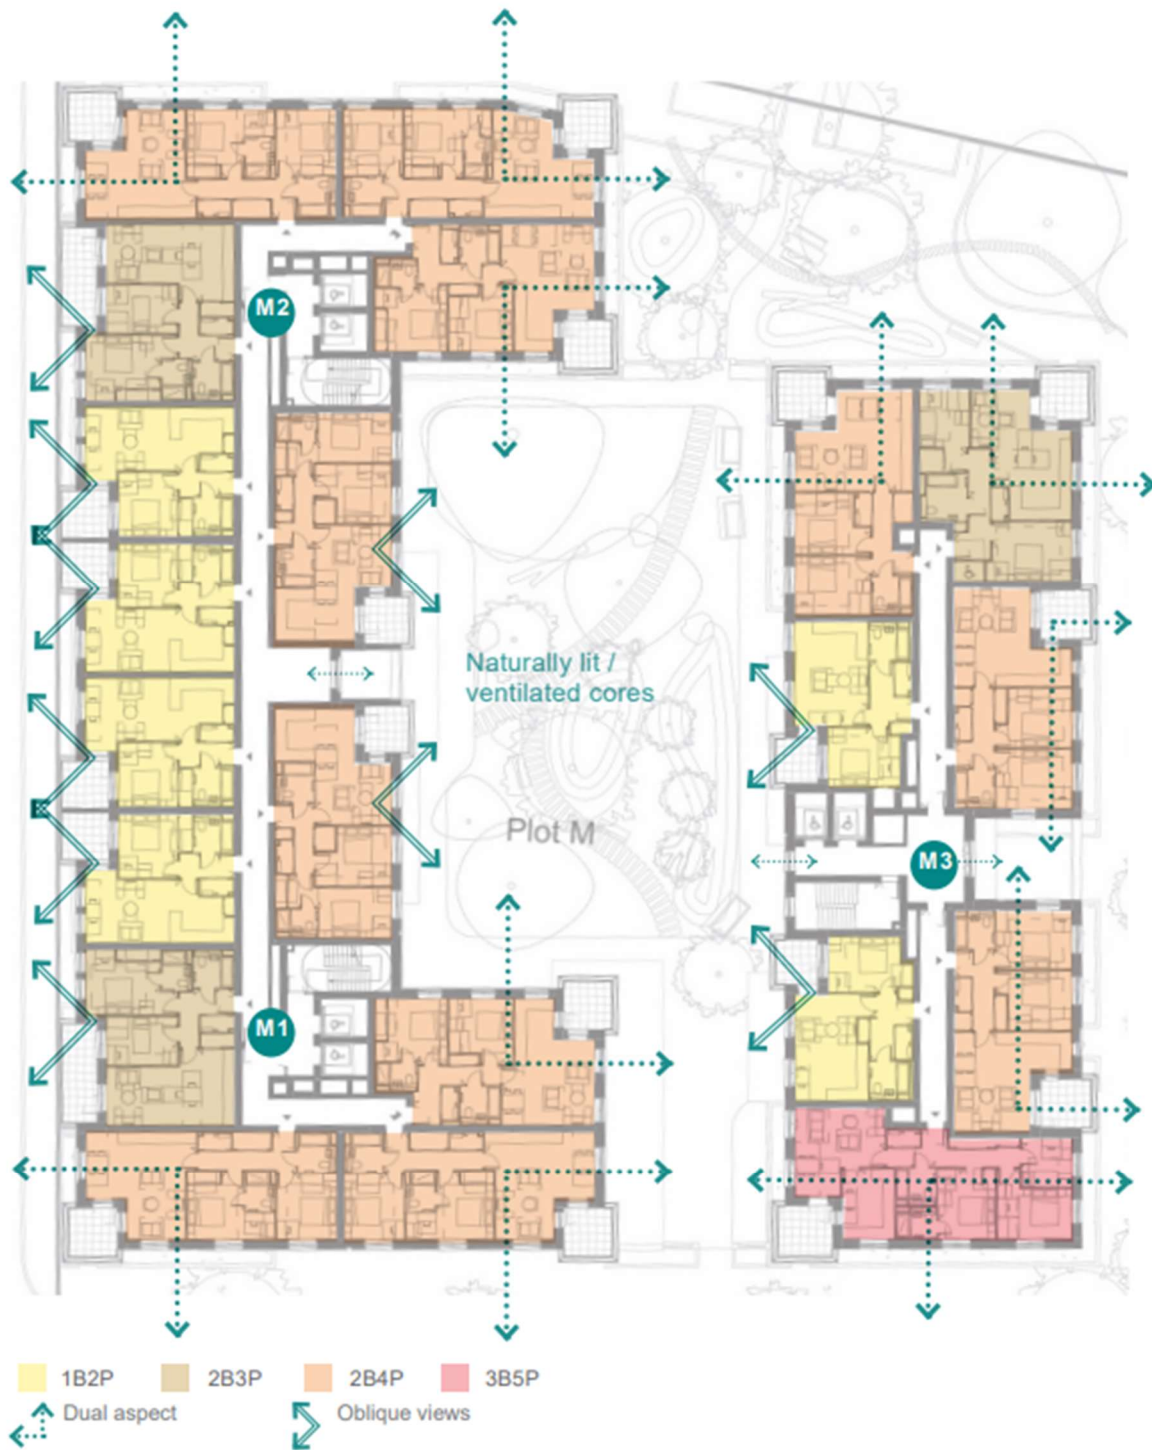 M2
Naturally lit /
ventilated cores
Plot M
M3
M1
1B2P
2B3P
2B4P
3B5P
Dual aspect
Oblique views